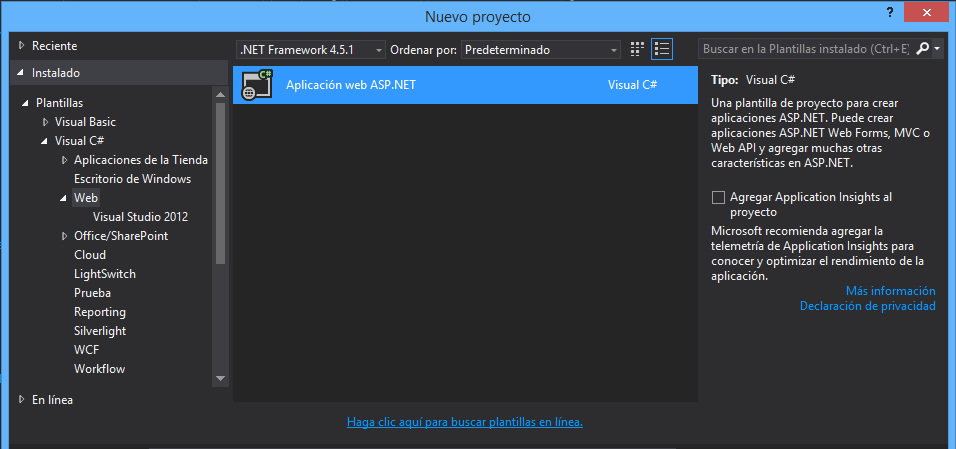 Nuevo proyecto
?
Reciente
Instalado
Plantillas
Visual Basic
Visual C#
Aplicaciones de la Tienda
Escritorio de Windows
Web
Visual Studio 2012
Office/SharePoint
Cloud
LightSwitch
Prueba
Reporting
Silverlight
WCF
Workflow
En línea
.NET Framework 4.5.1 Ordenar por: Predeterminado
C# Aplicación web ASP.NET Visual C#
Haga clic aquí para buscar plantillas en línea.
Buscar en la Plantillas instalado (Ctrl+E)
Tipo: Visual C#
Una plantilla de proyecto para crear
aplicaciones ASP.NET. Puede crear
aplicaciones ASP.NET Web Forms, MVC o
Web API y agregar muchas otras
características en ASP.NET.
Agregar Application Insights al
proyecto
Microsoft recomienda agregar la
telemetría de Application Insights para
conocer y optimizar el rendimiento de la
aplicación.
Más información
Declaración de privacidad